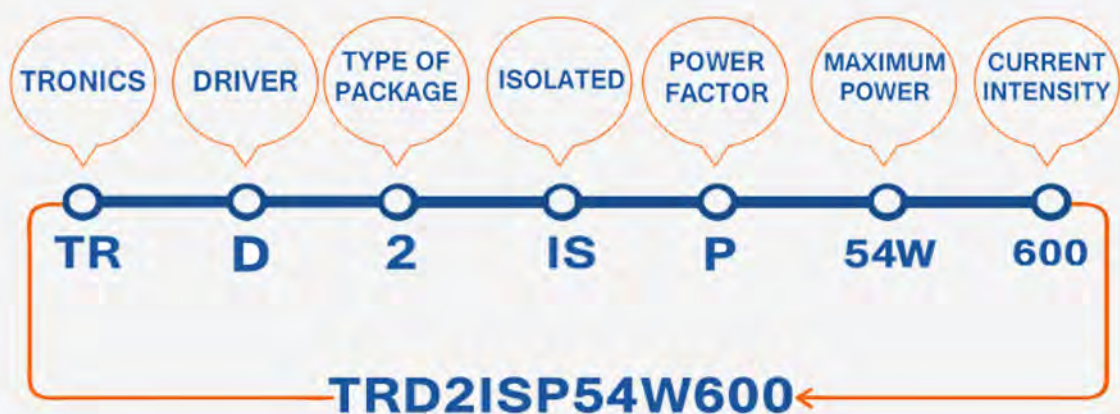 TRONICS
DRIVER
TYPE OF
PACKAGE
ISOLATED
POWER
FACTOR
MAXIMUM
POWER
CURRENT
INTENSITY
TR
D
2
IS
P
54W
600
TRD2ISP54W600